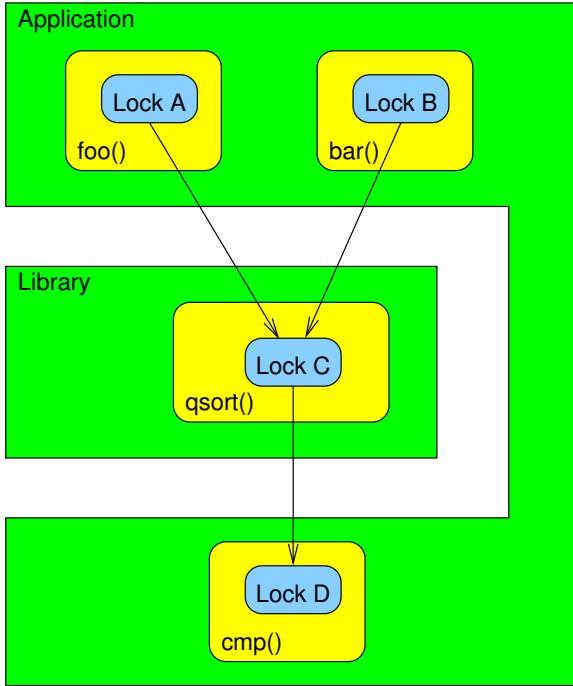 Application
Lock A
Lock B
foo()
bar()
Library
Lock C
qsort()
Lock D
cmp()